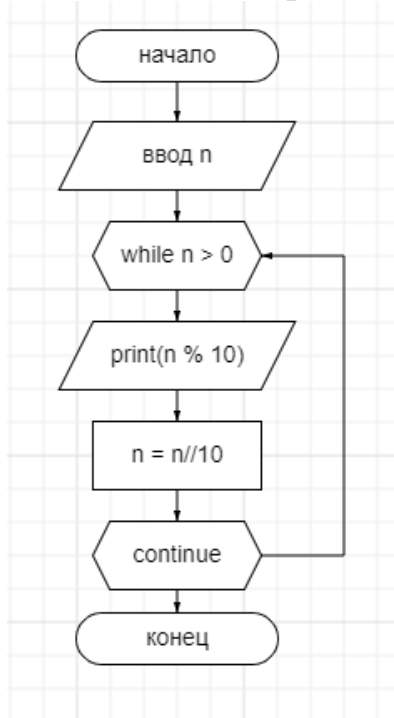 начало
ввод n
while n > 0
print(n % 10)
n = n//10
continue
конец